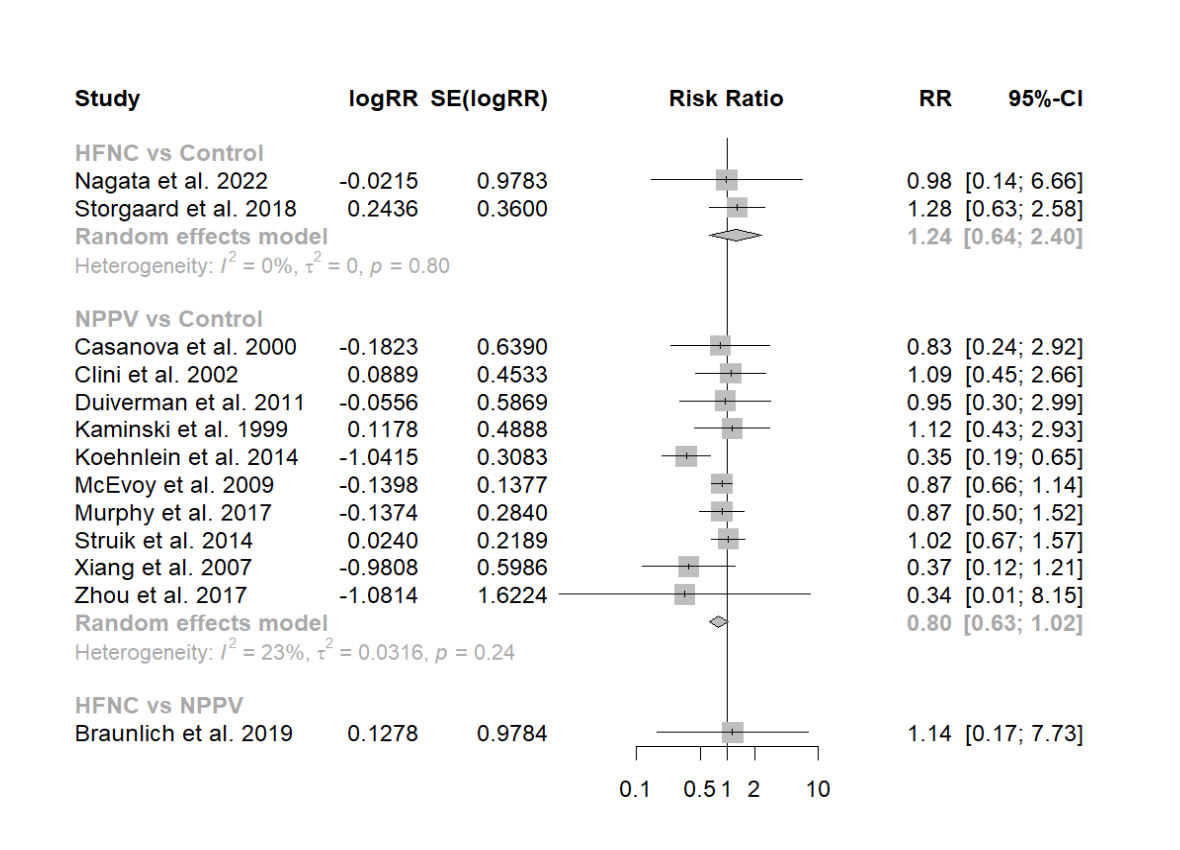 Study logRR SE(logRR) Risk Ratio RR 95%-CI
HFNC vs Control
Nagata et al. 2022 -0.0215 0.9783 0.98 [0.14; 6.66]
Storgaard et al. 2018 0.2436 0.3600 1.28 [0.63; 2.58]
Random effects model 1.24 [0.64; 2.40]
Heterogeneity: I² = 0%, τ² = 0, p = 0.80
NPPV vs Control
Casanova et al. 2000 -0.1823 0.6390 0.83 [0.24; 2.92]
Clini et al. 2002 0.0889 0.4533 1.09 [0.45; 2.66]
Duiverman et al. 2011 -0.0556 0.5869 0.95 [0.30; 2.99]
Kaminski et al. 1999 0.1178 0.4888 1.12 [0.43; 2.93]
Koehnlein et al. 2014 -1.0415 0.3083 0.35 [0.19; 0.65]
McEvoy et al. 2009 -0.1398 0.1377 0.87 [0.66; 1.14]
Murphy et al. 2017 -0.1374 0.2840 0.87 [0.50; 1.52]
Struik et al. 2014 0.0240 0.2189 1.02 [0.67; 1.57]
Xiang et al. 2007 -0.9808 0.5986 0.37 [0.12; 1.21]
Zhou et al. 2017 -1.0814 1.6224 0.34 [0.01; 8.15]
Random effects model 0.80 [0.63; 1.02]
Heterogeneity: I² = 23%, τ² = 0.0316, p = 0.24
HFNC vs NPPV
Braunlich et al. 2019 0.1278 0.9784 1.14 [0.17; 7.73]
0.1 0.5 1 2 10